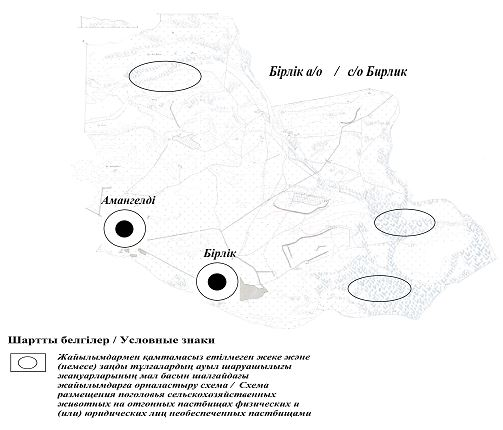 Бірлік а/о / с/о Бирлик
Амангелді
Бірлік
Шартты белгілер / Условные знаки
Жайылымдармен қамтамасыз етілмеген жеке және
(немесе) заңды тұлғалардың ауыл шаруашылығы
жануарларының мал басын шалғайдағы
жайылымдарға орналастыру схема / Схема
размещения поголовья сельскохозяйственных
животных на отгонных пастбищах физических и
(или) юридических лиц необеспеченных пастбищами